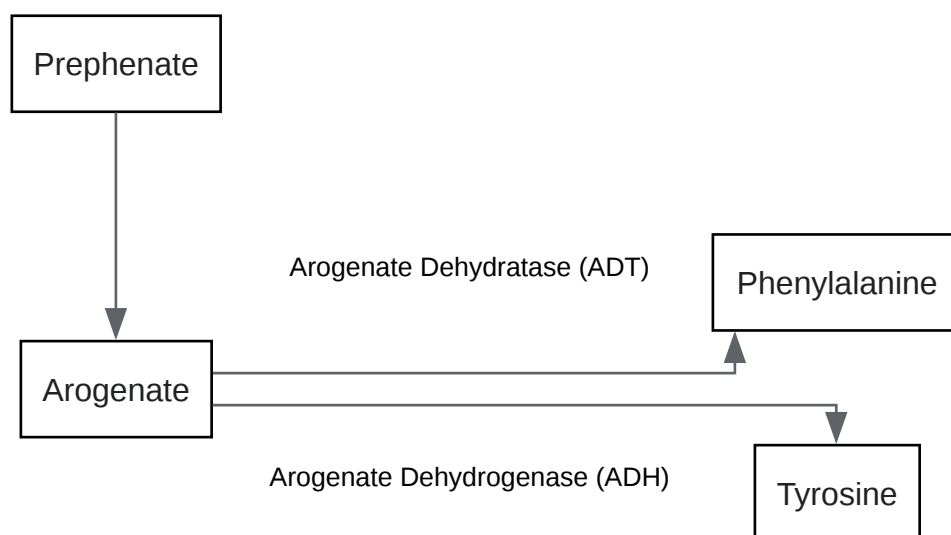 Prephenate
Arogenate Dehydratase (ADT)
Phenylalanine
Arogenate
Arogenate Dehydrogenase (ADH)
Tyrosine